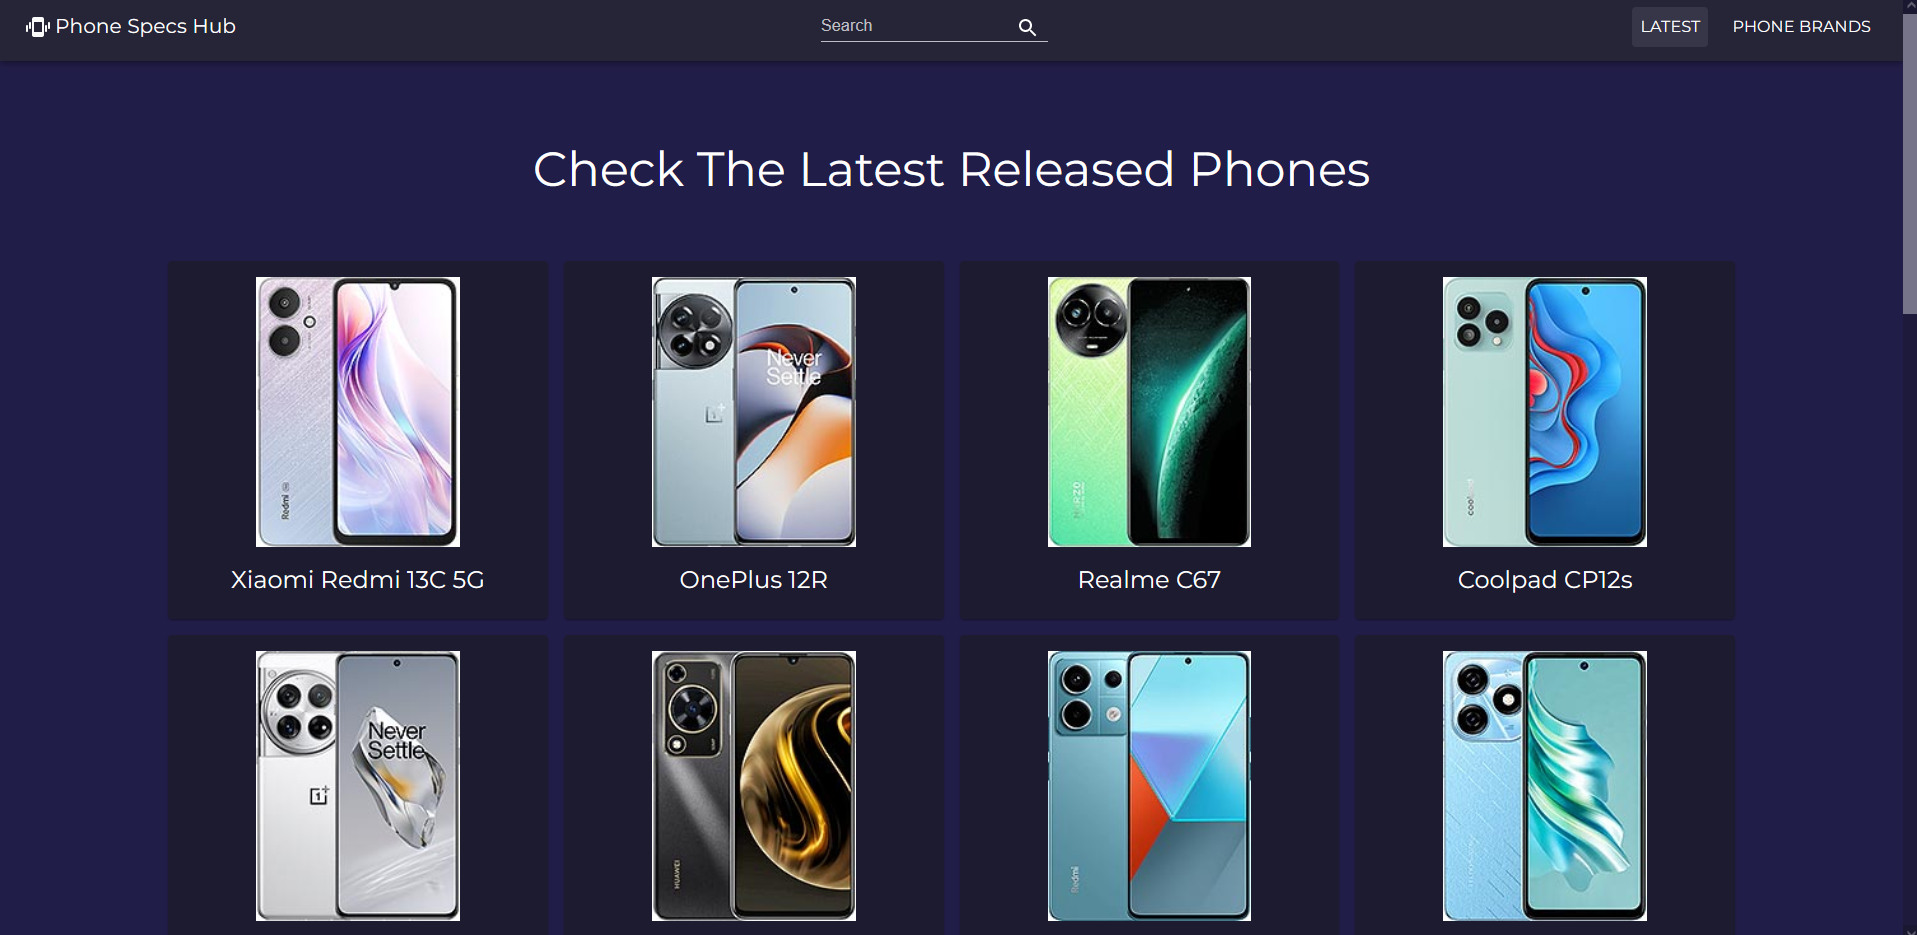 Phone Specs Hub
Search
LATEST
PHONE BRANDS
Check The Latest Released Phones
Redmi
Never
Settle
NARZO
coolpad
Xiaomi Redmi 13C 5G
OnePlus 12R
Realme C67
Coolpad CP12s
Never
Settle
HUAWEI
Redmi